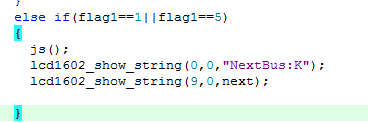 }
else if(flag1==1||flag1==5)
{
js();
lcd1602_show_string(0,0,"NextBus:K");
lcd1602_show_string(9,0,next);
}